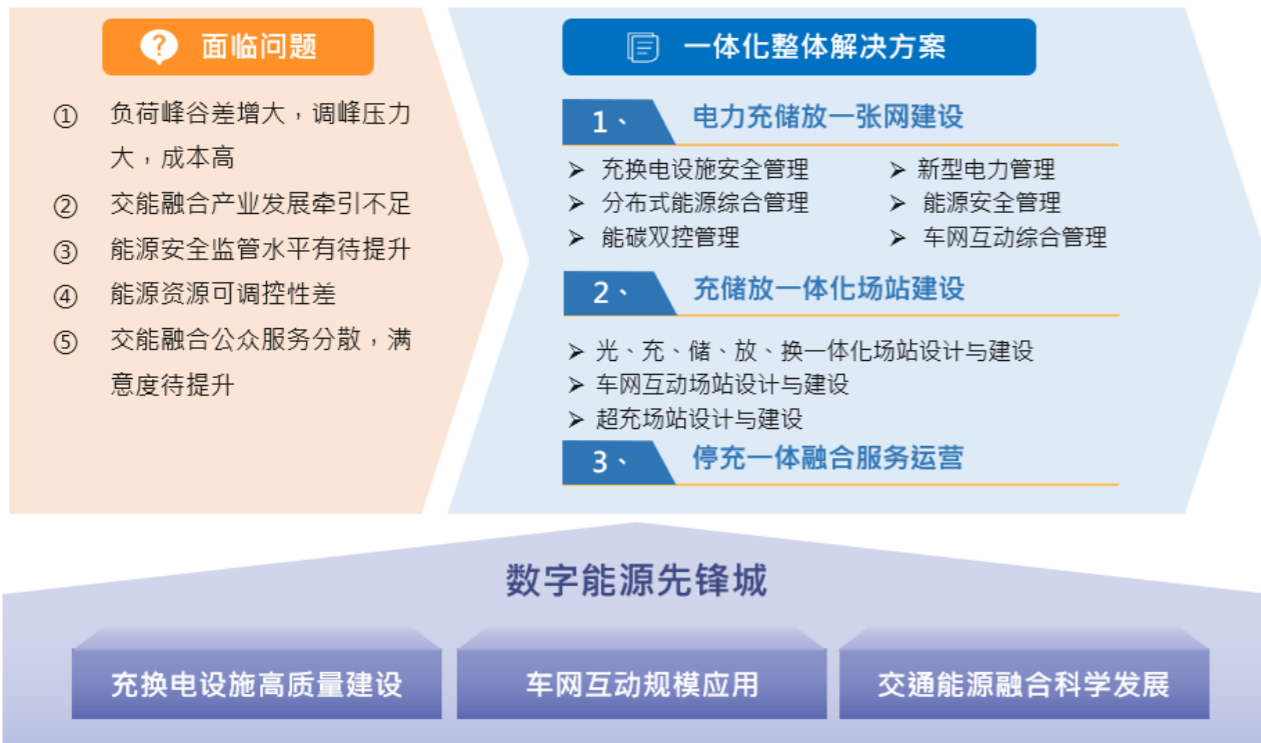 面临问题
① 负荷峰谷差增大，调峰压力
大，成本高
② 交能融合产业发展牵引不足
③ 能源安全监管水平有待提升
④ 能源资源可调控性差
⑤ 交能融合公众服务分散，满
意度待提升
一体化整体解决方案
1、 电力充储放一张网建设
➢ 充换电设施安全管理
➢ 新型电力管理
➢ 分布式能源综合管理
➢ 能源安全管理
➢ 能碳双控管理
➢ 车网互动综合管理
2、 充储放一体化场站建设
➢ 光、充、储、放、换一体化场站设计与建设
➢ 车网互动场站设计与建设
➢ 超充场站设计与建设
3、 停充一体融合服务运营
数字能源先锋城
充换电设施高质量建设
车网互动规模应用
交通能源融合科学发展